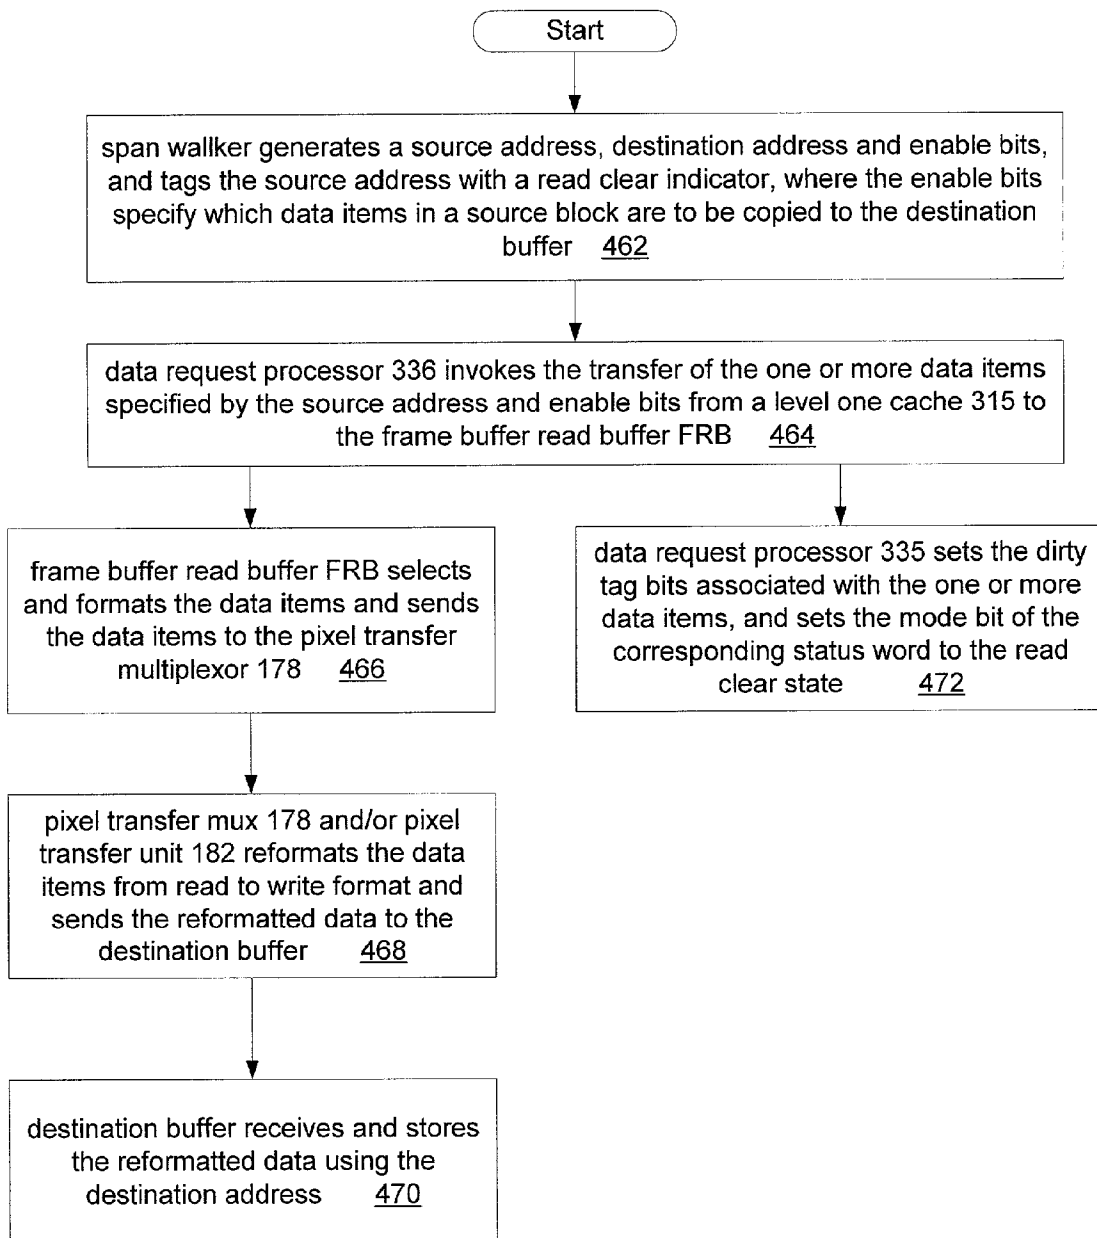 Start
span wallker generates a source address, destination address and enable bits,
and tags the source address with a read clear indicator, where the enable bits
specify which data items in a source block are to be copied to the destination
buffer 462
data request processor 336 invokes the transfer of the one or more data items
specified by the source address and enable bits from a level one cache 315 to
the frame buffer read buffer FRB 464
frame buffer read buffer FRB selects
and formats the data items and sends
the data items to the pixel transfer
multiplexor 178 466
data request processor 335 sets the dirty
tag bits associated with the one or more
data items, and sets the mode bit of the
corresponding status word to the read
clear state 472
pixel transfer mux 178 and/or pixel
transfer unit 182 reformats the data
items from read to write format and
sends the reformatted data to the
destination buffer 468
destination buffer receives and stores
the reformatted data using the
destination address 470